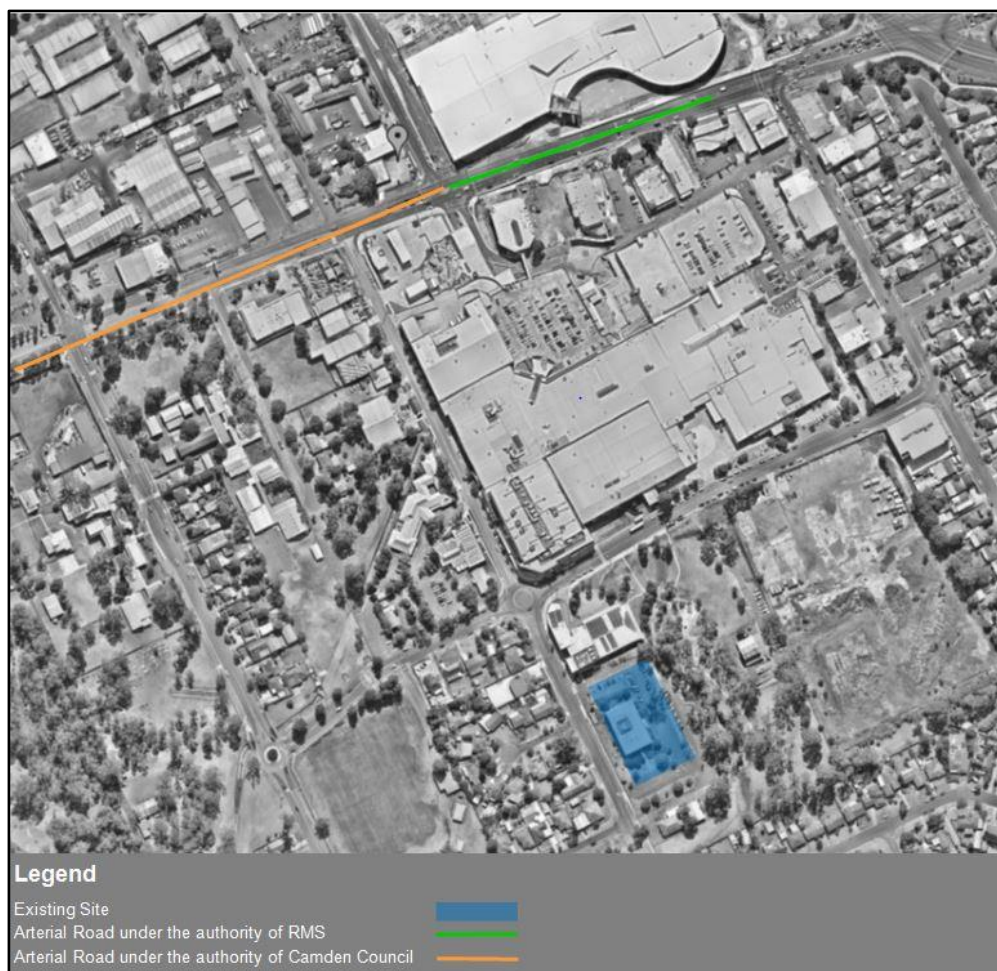 Legend
Existing Site
Arterial Road under the authority of RMS
Arterial Road under the authority of Camden Council